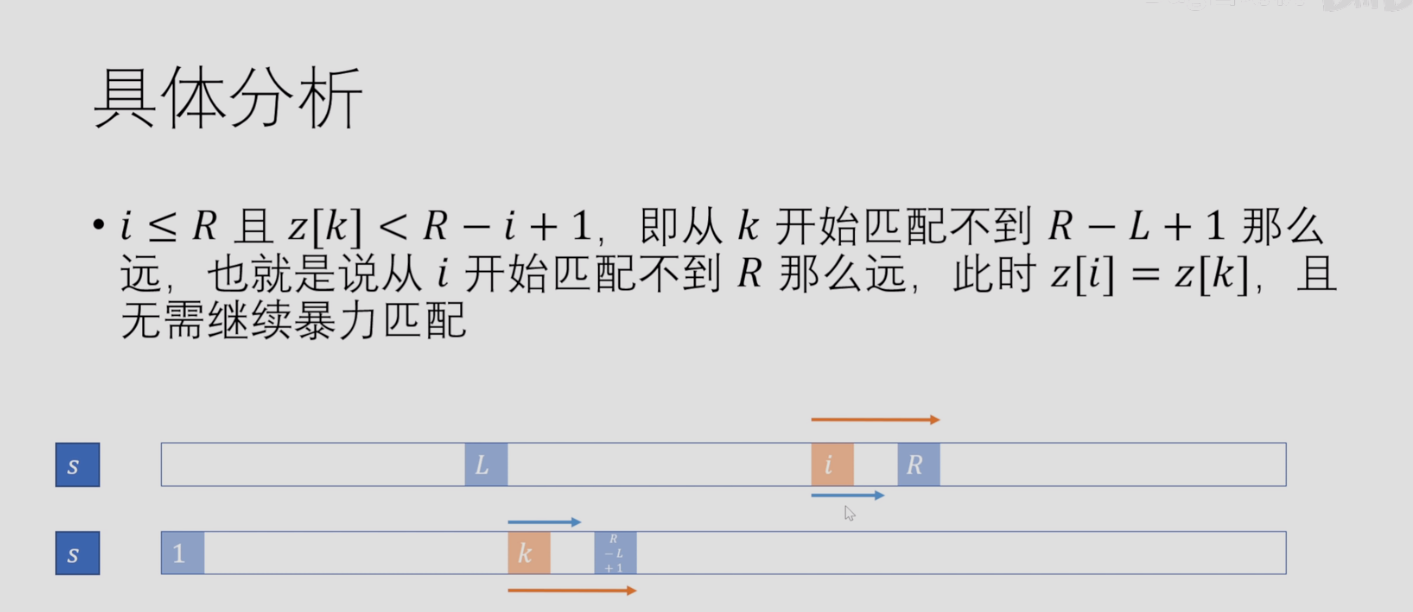 具体分析
• i ≤ R 且 z[k] < R − i + 1，即从 k 开始匹配不到 R − L + 1 那么
远，也就是说从 i 开始匹配不到 R 那么远，此时 z[i] = z[k]，且
无需继续暴力匹配
s L i R
s 1 k R
− L
+ 1